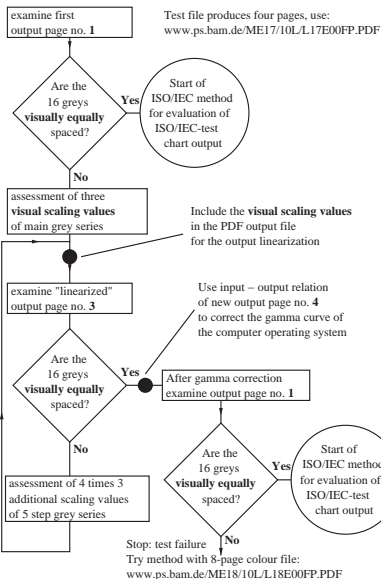 examine first
output page no. 1
Test file produces four pages, use:
www.ps.bam.de/ME17/10L/L17E00FP.PDF
Are the
16 greys
visually equally
spaced?
Yes
Start of
ISO/IEC method
for evaluation of
ISO/IEC-test
chart output
No
assessment of three
visual scaling values
of main grey series
Include the visual scaling values
in the PDF output file
for the output linearization
examine "linearized"
output page no. 3
Use input – output relation
of new output page no. 4
to correct the gamma curve of
the computer operating system
Are the
16 greys
visually equally
spaced?
Yes
After gamma correction
examine output page no. 1
No
assessment of 4 times 3
additional scaling values
of 5 step grey series
Are the
16 greys
visually equally
spaced?
Yes
Start of
ISO/IEC method
for evaluation of
ISO/IEC-test
chart output
No
Stop: test failure
Try method with 8-page colour file:
www.ps.bam.de/ME18/10L/L18E00FP.PDF